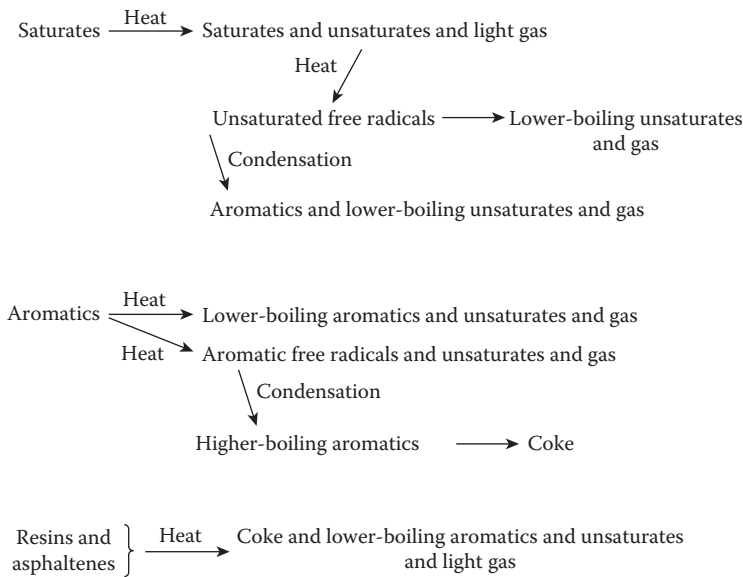 Saturates Heat Saturates and unsaturates and light gas
Heat
Unsaturated free radicals Lower-boiling unsaturates
and gas
Condensation
Aromatics and lower-boiling unsaturates and gas
Aromatics Heat Lower-boiling aromatics and unsaturates and gas
Heat Aromatic free radicals and unsaturates and gas
Condensation
Higher-boiling aromatics Coke
Resins and
asphaltenes
Heat
Coke and lower-boiling aromatics and unsaturates
and light gas